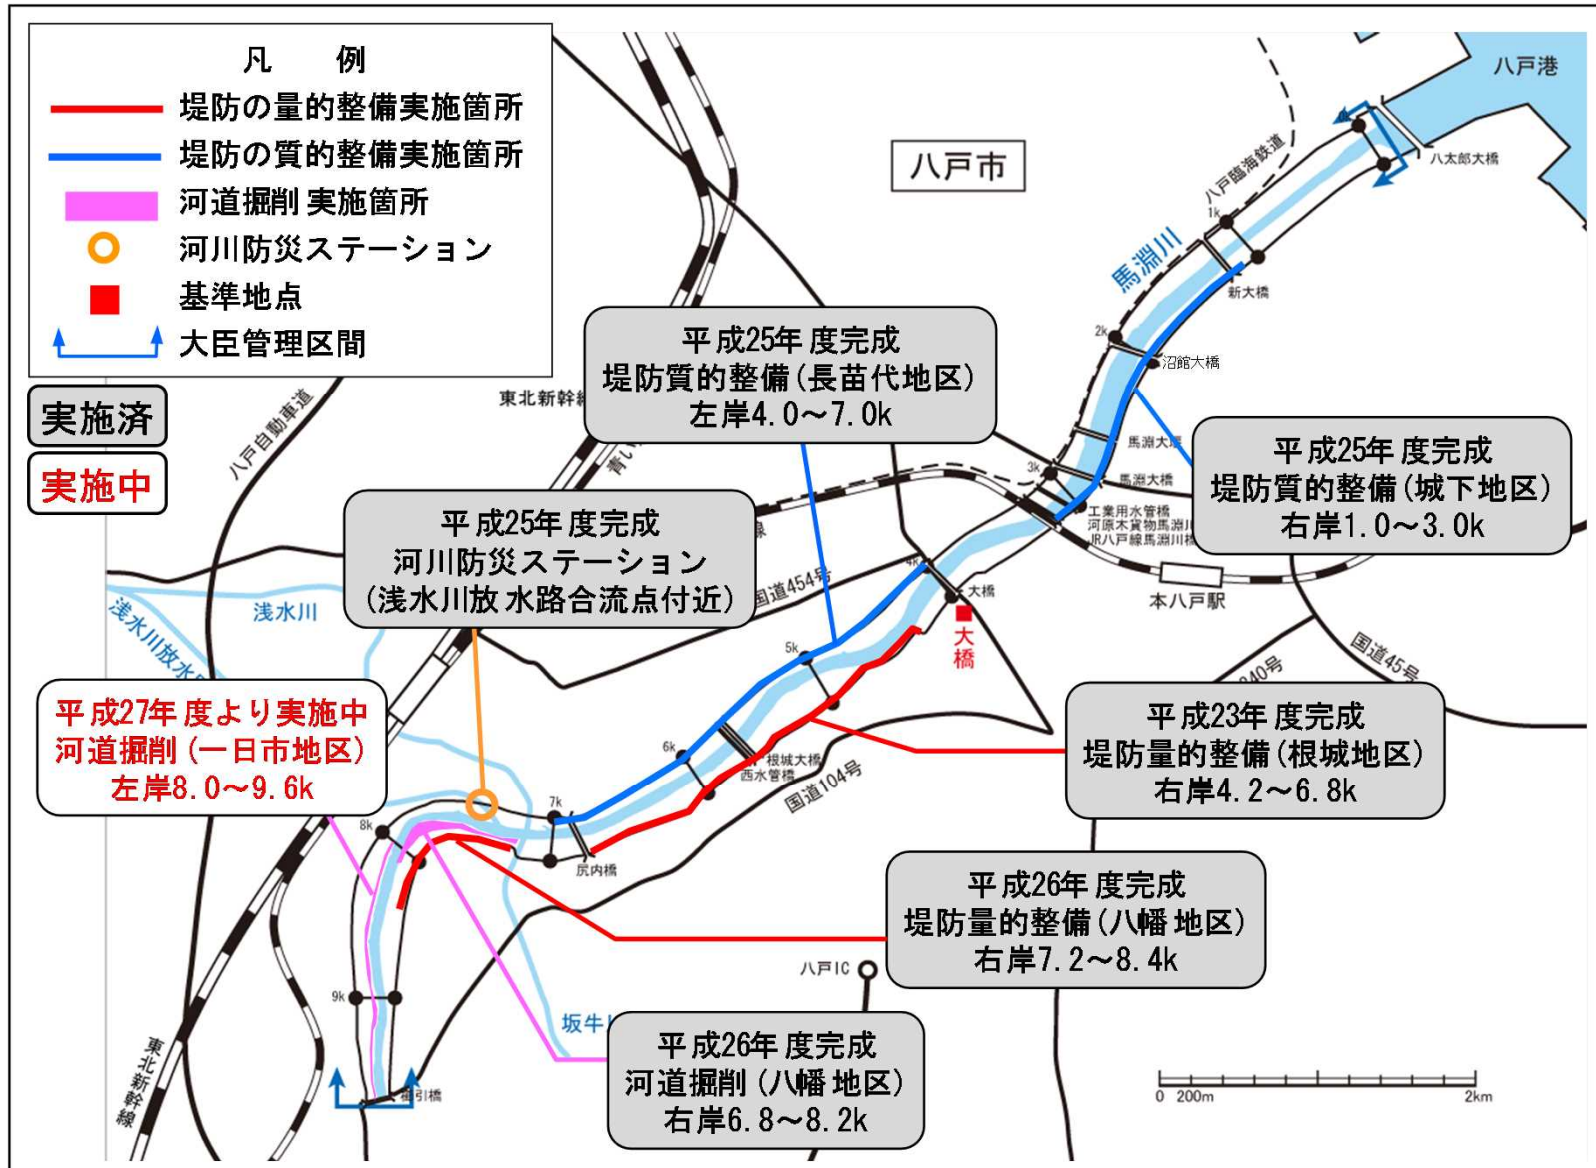 凡　例
堤防の量的整備実施箇所
堤防の質的整備実施箇所
河道掘削 実施箇所
河川防災ステーション
基準地点
大臣管理区間
実施済
実施中
八戸港
八戸市
八太郎大橋
八戸臨海鉄道
1k
馬淵川
新大橋
2k
沼館大橋
平成25年度完成
堤防質的整備(長苗代地区)
左岸4.0～7.0k
東北新幹線
八戸自動車道
青い
馬淵大堰
3k
馬淵大橋
平成25年度完成
堤防質的整備(城下地区)
右岸1.0～3.0k
工業用水管橋
河原木貨物馬淵川
JR八戸線馬淵川橋
平成25年度完成
河川防災ステーション
(浅水川放水路合流点付近)
線
国道454号
4k
大橋
本八戸駅
大橋
浅水川
浅水川放水
5k
国道45号
340号
平成27年度より実施中
河道掘削(一日市地区)
左岸8.0～9.6k
平成23年度完成
堤防量的整備(根城地区)
右岸4.2～6.8k
6k
根城大橋
西水管橋
国道104号
7k
8k
尻内橋
平成26年度完成
堤防量的整備(八幡地区)
右岸7.2～8.4k
八戸IC
9k
坂牛
平成26年度完成
河道掘削(八幡地区)
右岸6.8～8.2k
東北新幹線
櫛引橋
0 200m 2km